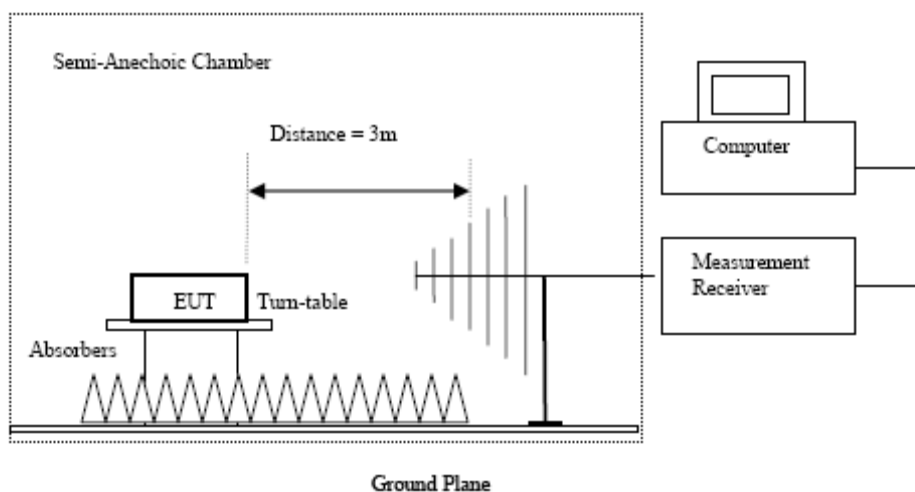 Semi-Anechoic Chamber
Distance = 3m
Computer
Measurement
Receiver
EUT
Turn-table
Absorbers
Ground Plane